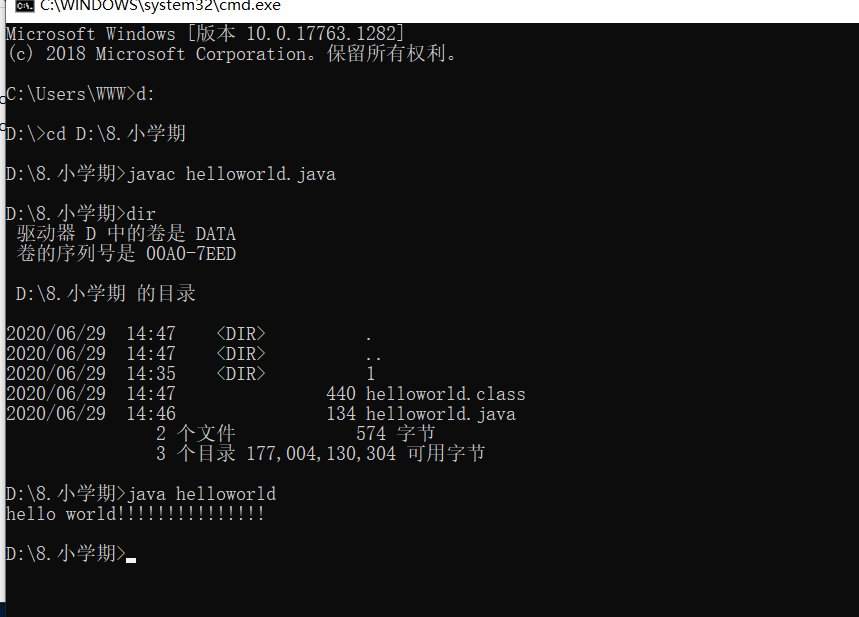 C:\WINDOWS\system32\cmd.exe
Microsoft Windows [版本 10.0.17763.1282]
(c) 2018 Microsoft Corporation。保留所有权利。
C:\Users\WWW>d:
D:\>cd D:\8.小学期
D:\8.小学期>javac helloworld.java
D:\8.小学期>dir
驱动器 D 中的卷是 DATA
卷的序列号是 00A0-7EED
D:\8.小学期 的目录
2020/06/29  14:47    <DIR>          .
2020/06/29  14:47    <DIR>          ..
2020/06/29  14:35    <DIR>          1
2020/06/29  14:47               440 helloworld.class
2020/06/29  14:46               134 helloworld.java
2 个文件            574 字节
3 个目录 177,004,130,304 可用字节
D:\8.小学期>java helloworld
hello world!!!!!!!!!!!!!!!
D:\8.小学期>